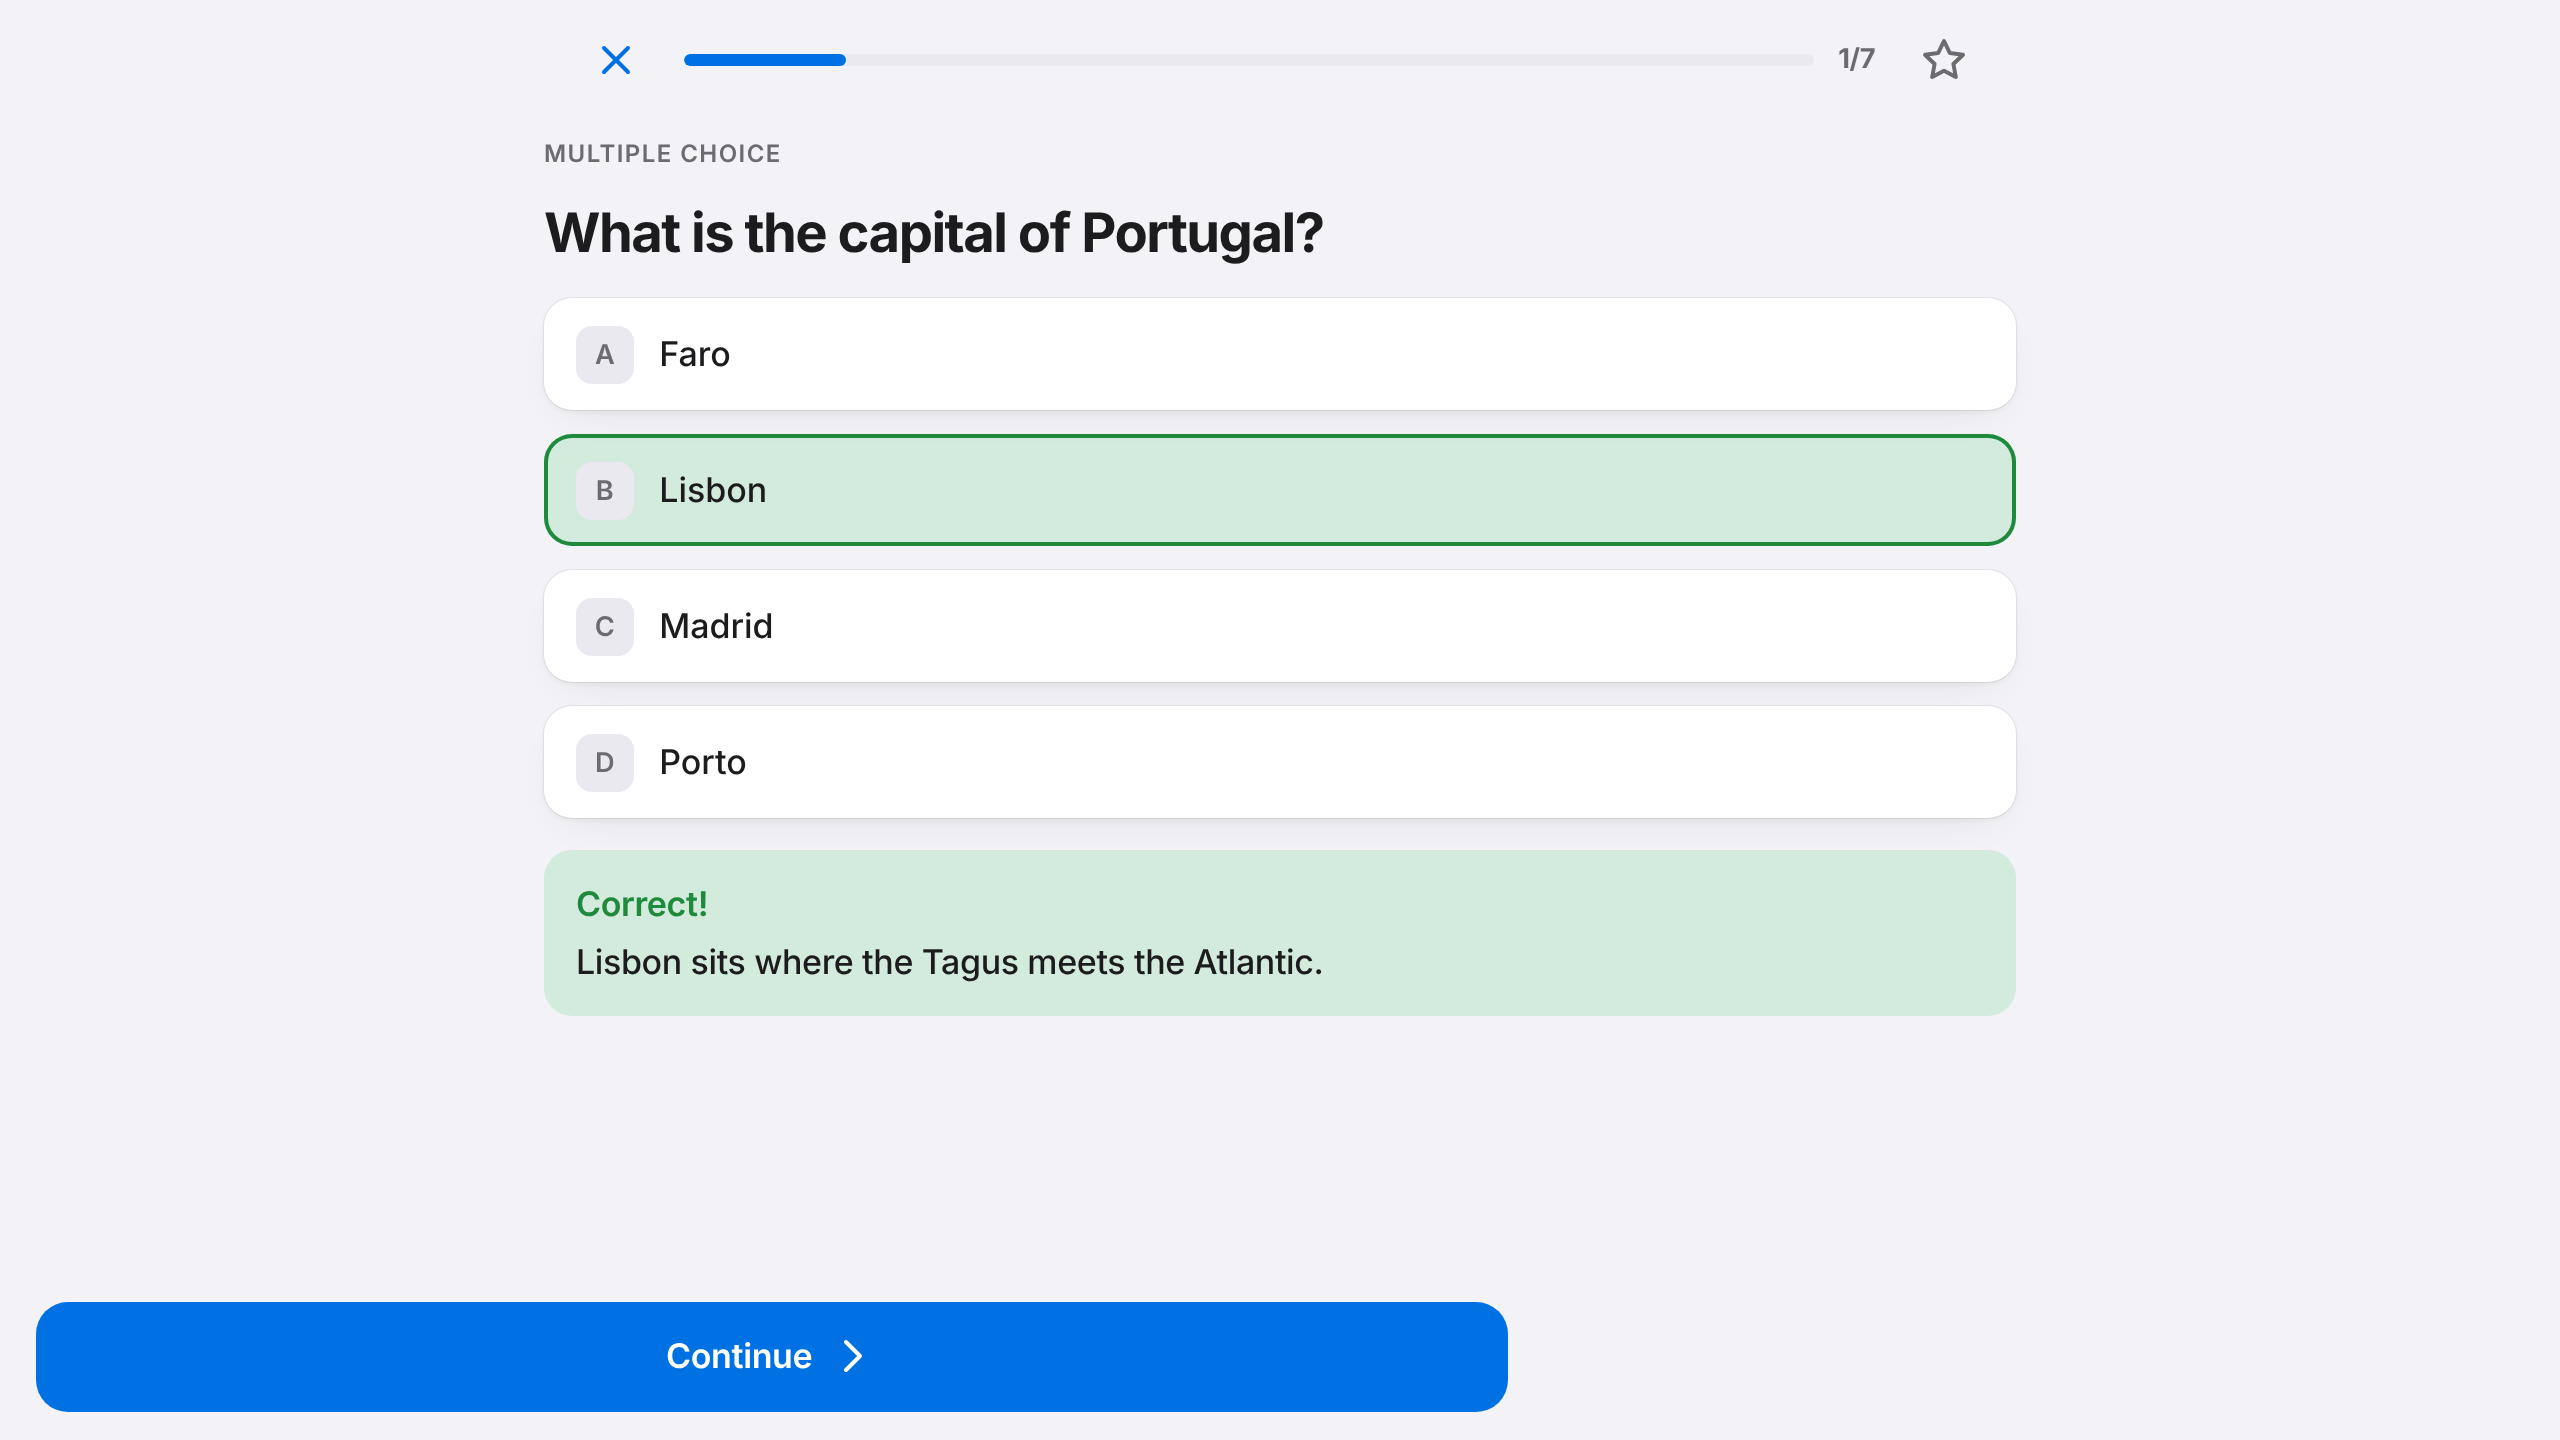 1/7
MULTIPLE CHOICE
What is the capital of Portugal?
A Faro
B Lisbon
C Madrid
D Porto
Correct!
Lisbon sits where the Tagus meets the Atlantic.
Continue